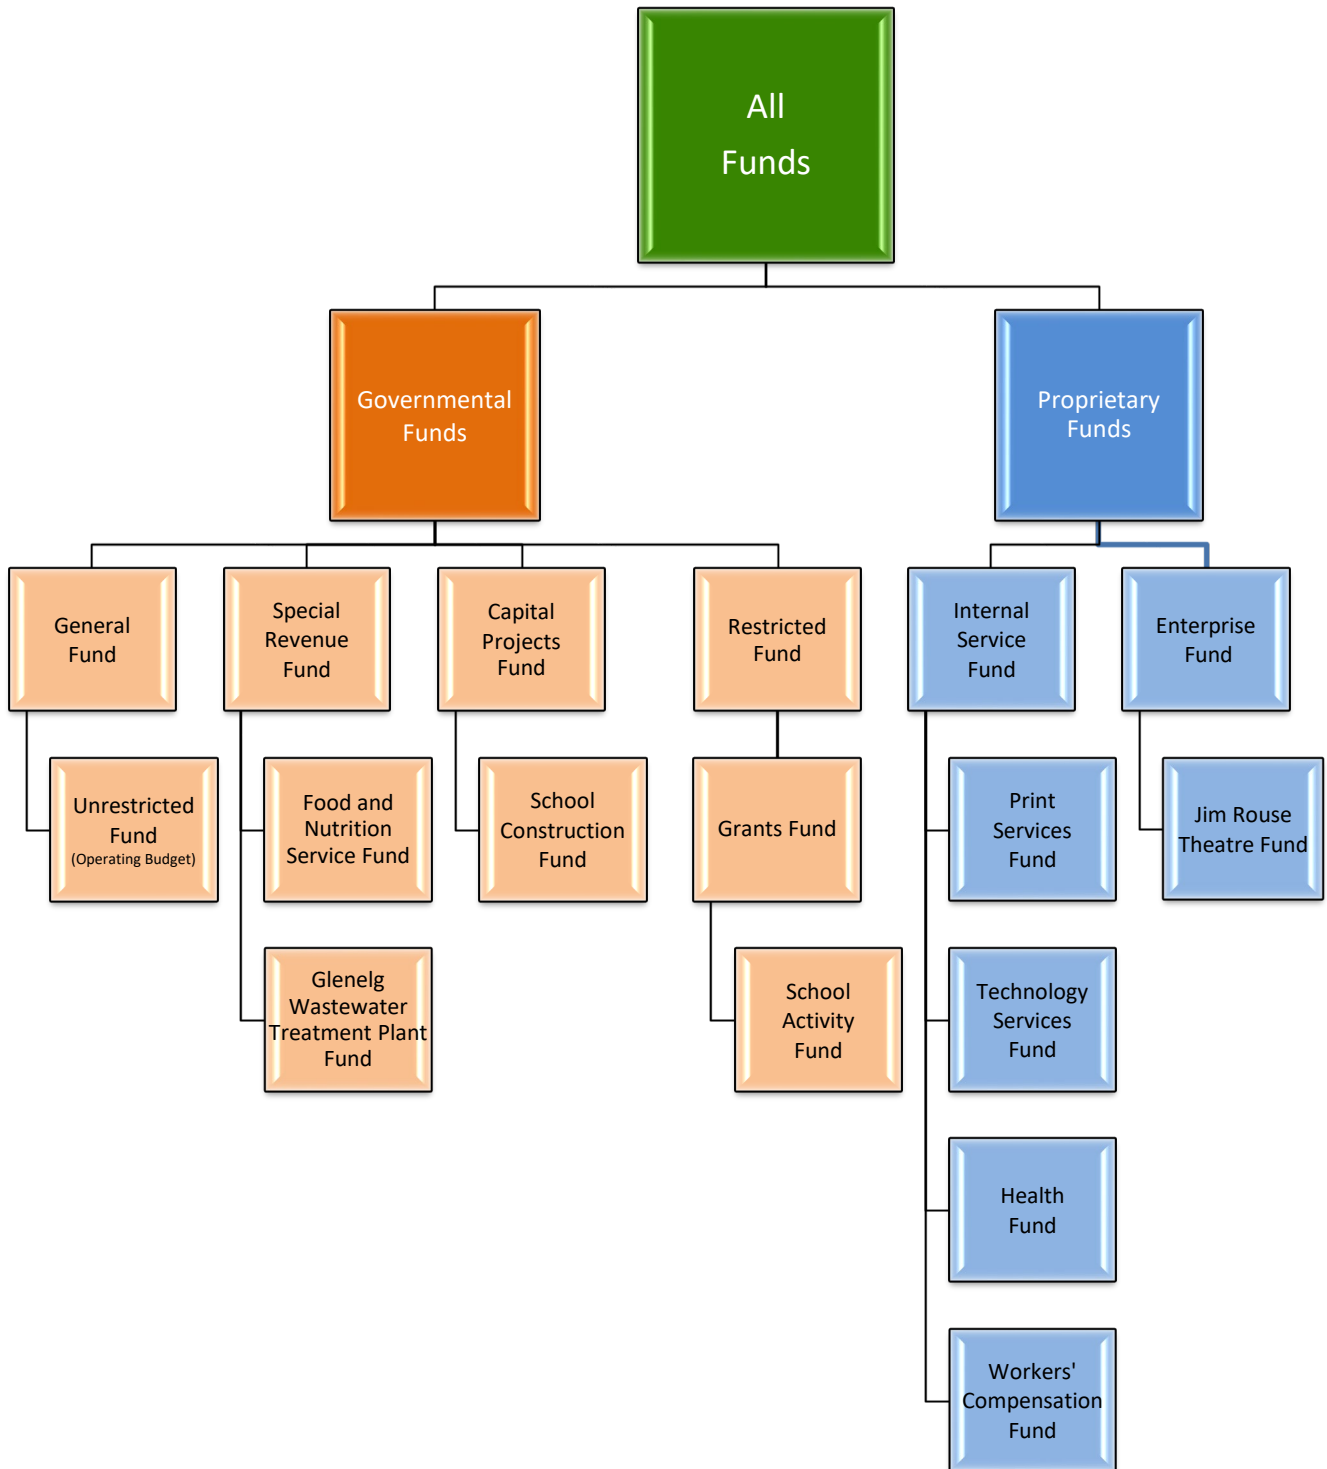 All
Funds
Governmental
Funds
Proprietary
Funds
General
Fund
Special
Revenue
Fund
Capital
Projects
Fund
Restricted
Fund
Internal
Service
Fund
Enterprise
Fund
Unrestricted
Fund
(Operating Budget)
Food and
Nutrition
Service Fund
School
Construction
Fund
Grants Fund
Print
Services
Fund
Jim Rouse
Theatre Fund
Glenelg
Wastewater
Treatment Plant
Fund
School
Activity
Fund
Technology
Services
Fund
Health
Fund
Workers'
Compensation
Fund